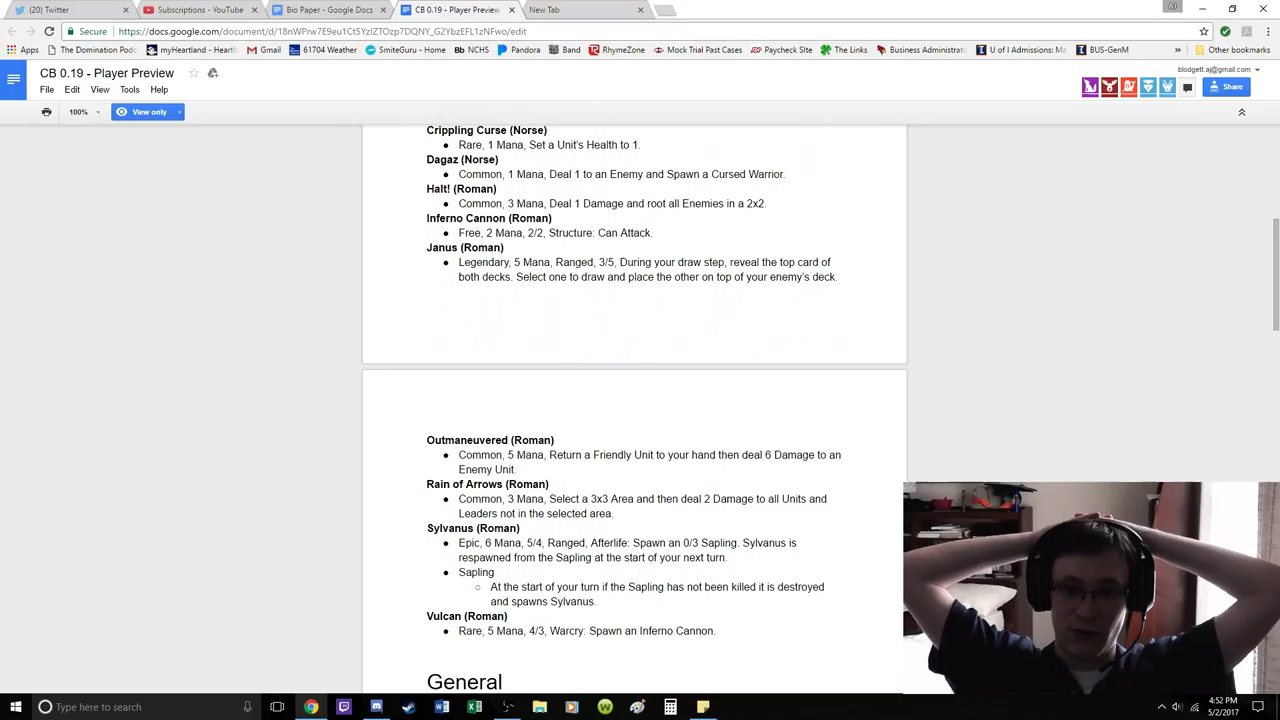 (20) Twitter
Subscriptions - YouTube
Bio Paper - Google Docs
CB 0.19 - Player Preview
New Tab
AJ
Secure
https://docs.google.com/document/d/18nWPrw7E9eu1Ct5YzIZTOzp7DQNY_G2YbzEFL1zNFwo/edit
Apps
The Domination Podc
myHeartland - Heartl
Gmail
61704 Weather
SmiteGuru - Home
NCHS
Pandora
Band
RhymeZone
Mock Trial Past Cases
Paycheck Site
The Links
Business Administrati
U of I Admissions: Ma
BUS-GenM
Other bookmarks
CB 0.19 - Player Preview
blodgett.aj@gmail.com
File Edit View Tools Help
Share
100%
View only
Crippling Curse (Norse)
● Rare, 1 Mana, Set a Unit's Health to 1.
Dagaz (Norse)
● Common, 1 Mana, Deal 1 to an Enemy and Spawn a Cursed Warrior.
Halt! (Roman)
● Common, 3 Mana, Deal 1 Damage and root all Enemies in a 2x2.
Inferno Cannon (Roman)
● Free, 2 Mana, 2/2, Structure: Can Attack.
Janus (Roman)
● Legendary, 5 Mana, Ranged, 3/5, During your draw step, reveal the top card of
both decks. Select one to draw and place the other on top of your enemy's deck.
Outmaneuvered (Roman)
● Common, 5 Mana, Return a Friendly Unit to your hand then deal 6 Damage to an
Enemy Unit.
Rain of Arrows (Roman)
● Common, 3 Mana, Select a 3x3 Area and then deal 2 Damage to all Units and
Leaders not in the selected area.
Sylvanus (Roman)
● Epic, 6 Mana, 5/4, Ranged, Afterlife: Spawn an 0/3 Sapling. Sylvanus is
respawned from the Sapling at the start of your next turn.
● Sapling
○ At the start of your turn if the Sapling has not been killed it is destroyed
and spawns Sylvanus.
Vulcan (Roman)
● Rare, 5 Mana, 4/3, Warcry: Spawn an Inferno Cannon.
General
Type here to search
4:52 PM
5/2/2017